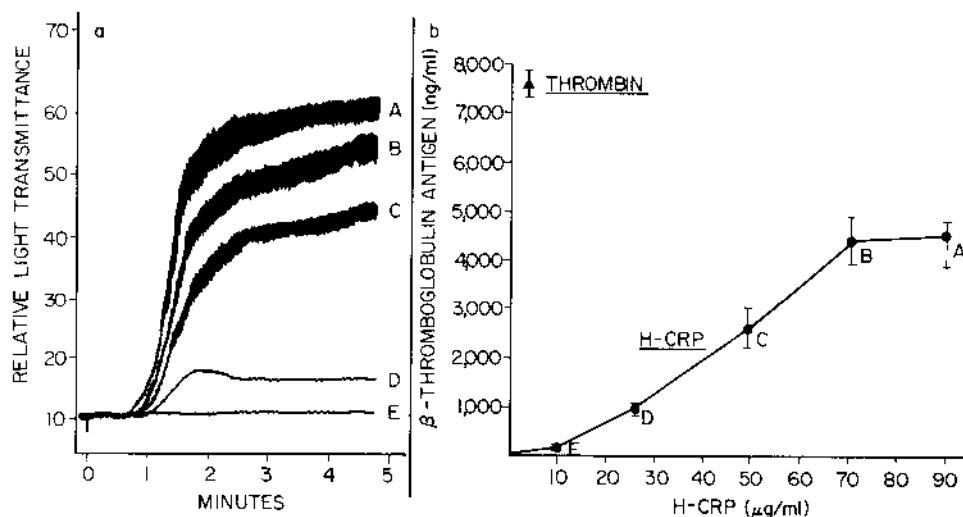 a
RELATIVE LIGHT TRANSMITTANCE
70
60
50
40
30
20
10
A
B
C
D
E
0
1
2
3
4
5
MINUTES
b
β-THROMBOGLOBULIN ANTIGEN (ng/ml)
8,000
7,000
6,000
5,000
4,000
3,000
2,000
1,000
THROMBIN
H-CRP
A
B
C
D
E
10 20 30 40 50 60 70 80 90
H-CRP (µg/ml)